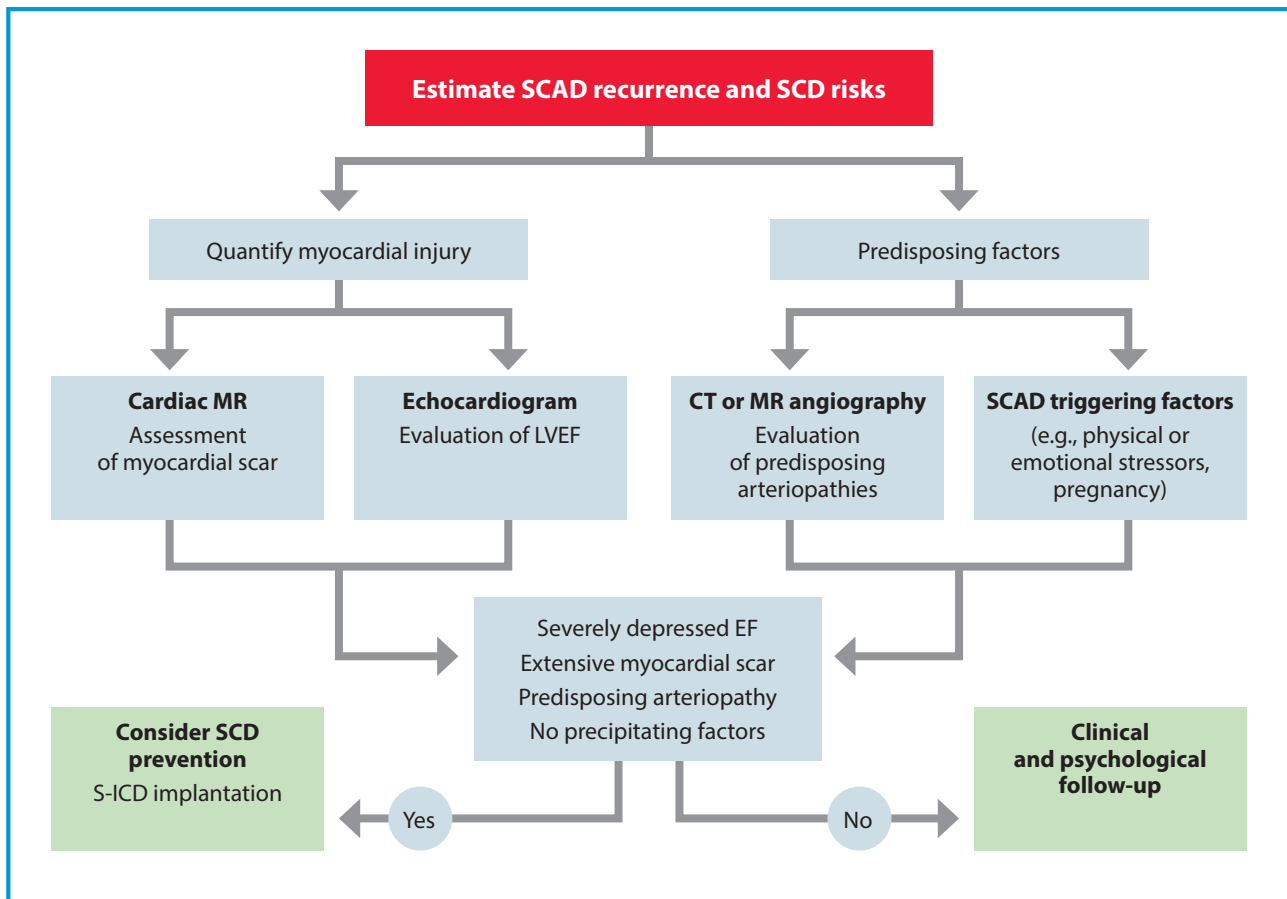 Estimate SCAD recurrence and SCD risks
Quantify myocardial injury
Predisposing factors
Cardiac MR
Assessment
of myocardial scar
Echocardiogram
Evaluation of LVEF
CT or MR angiography
Evaluation
of predisposing
arteriopathies
SCAD triggering factors
(e.g., physical or
emotional stressors,
pregnancy)
Severely depressed EF
Extensive myocardial scar
Predisposing arteriopathy
No precipitating factors
Consider SCD
prevention
S-ICD implantation
Yes
No
Clinical
and psychological
follow-up